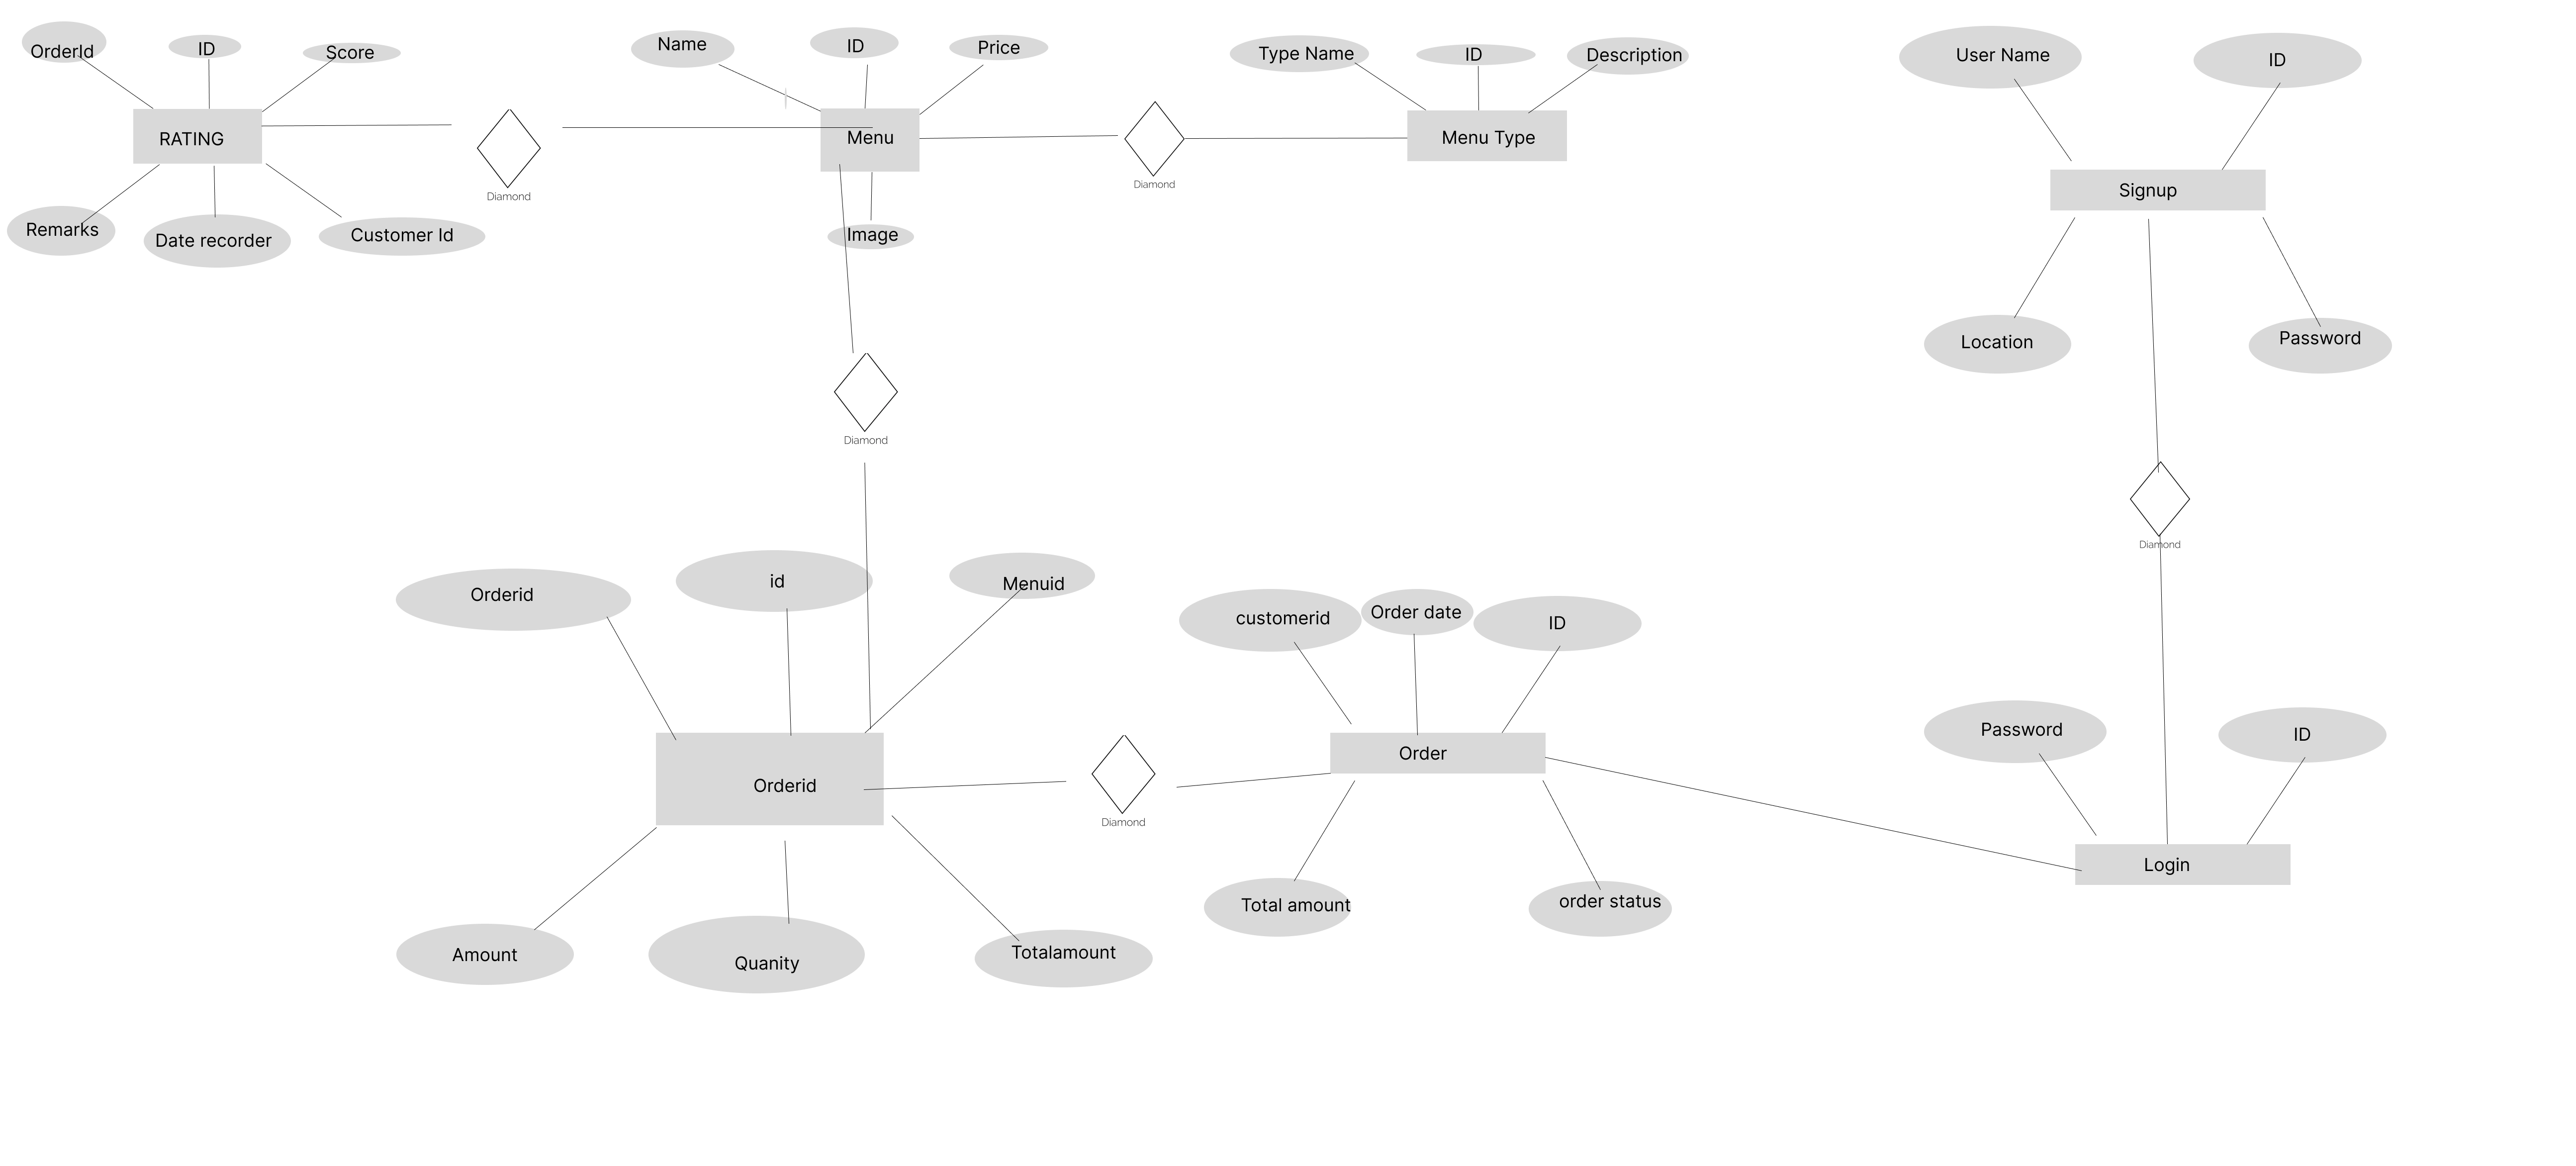 OrderId
ID
Score
Name
ID
Price
Type Name
ID
Description
User Name
ID
RATING
Menu
Menu Type
Signup
Diamond
Diamond
Remarks
Date recorder
Customer Id
Image
Location
Password
Diamond
Diamond
Orderid
id
Menuid
customerid
Order date
ID
Password
ID
Orderid
Order
Diamond
Login
Amount
Quanity
Totalamount
Total amount
order status